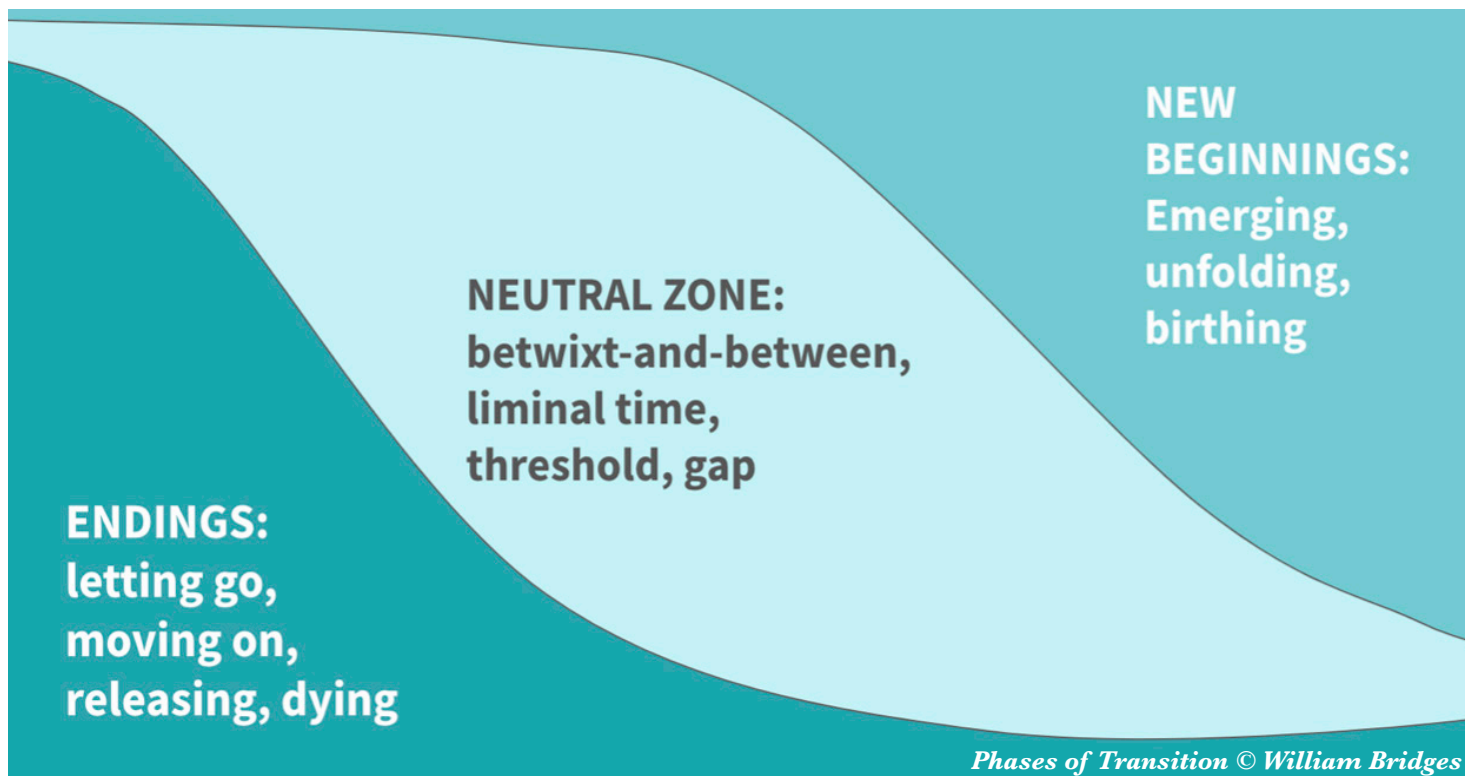 NEW
BEGINNINGS:
Emerging,
unfolding,
birthing
NEUTRAL ZONE:
betwixt-and-between,
liminal time,
threshold, gap
ENDINGS:
letting go,
moving on,
releasing, dying
Phases of Transition © William Bridges